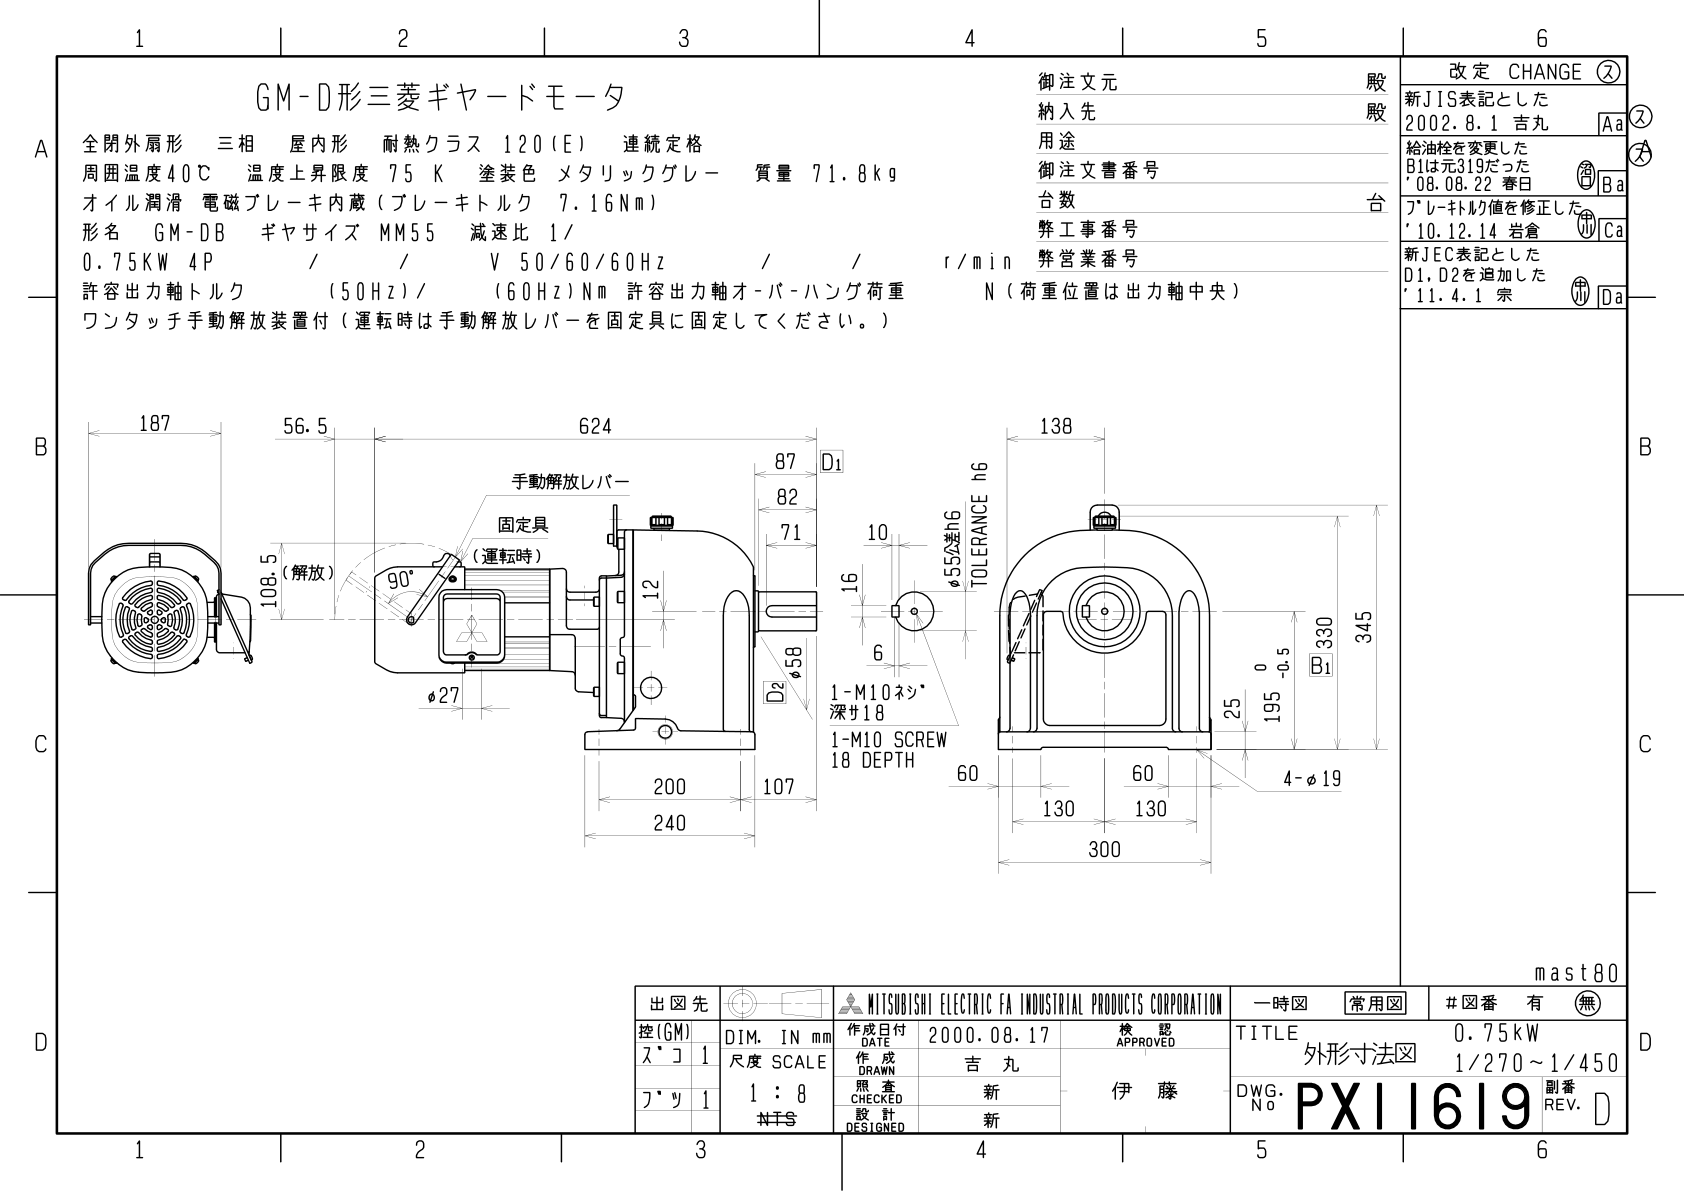 1 2 3 4 5 6
GM-D形三菱ギヤードモータ
全閉外扇形 三相 屋内形 耐熱クラス 120(E) 連続定格
周囲温度40℃ 温度上昇限度 75 K 塗装色 メタリックグレー 質量 71.8kg
オイル潤滑 電磁ブレーキ内蔵(ブレーキトルク 7.16Nm)
形名 GM-DB ギヤサイズ MM55 減速比 1/
0.75KW 4P / / V 50/60/60Hz / / r/min
許容出力軸トルク (50Hz)/ (60Hz)Nm 許容出力軸オ-バ-ハング荷重 N(荷重位置は出力軸中央)
ワンタッチ手動解放装置付(運転時は手動解放レバーを固定具に固定してください。)
御注文元 殿
納入先 殿
用途
御注文書番号
台数 台
弊工事番号
弊営業番号
改定 CHANGE ス
新JIS表記とした
2002.8.1 吉丸 Aa ス
給油栓を変更した
B1は元319だった
'08.08.22 春日 Ba
ブレーキトルク値を修正した
'10.12.14 岩倉 Ca
新JEC表記とした
D1,D2を追加した
'11.4.1 宗 Da
A
B B
C C
D D
187
56.5
624
87 D1
82
71
手動解放レバー
固定具
(運転時)
(解放)
108.5
90°
12
φ27
φ58
D2
200
107
240
10
16
6
φ55公差h6
TOLERANCE h6
1-M10ネジ
深サ18
1-M10 SCREW
18 DEPTH
138
345
330
B1
195 0 -0.5
25
60
60
4-φ19
130
130
300
mast80
出図先
控(GM)
ズコ 1
ブツ 1
DIM. IN mm
尺度 SCALE
1 : 8
NTS
MITSUBISHI ELECTRIC FA INDUSTRIAL PRODUCTS CORPORATION
作成日付 DATE 2000.08.17
作成 DRAWN 吉丸
照査 CHECKED 新
設計 DESIGNED 新
検認 APPROVED
伊藤
一時図 常用図 #図番 有 無
TITLE 外形寸法図
0.75kW
1/270~1/450
DWG. No PX11619
副番 REV. D
1 2 3 4 5 6